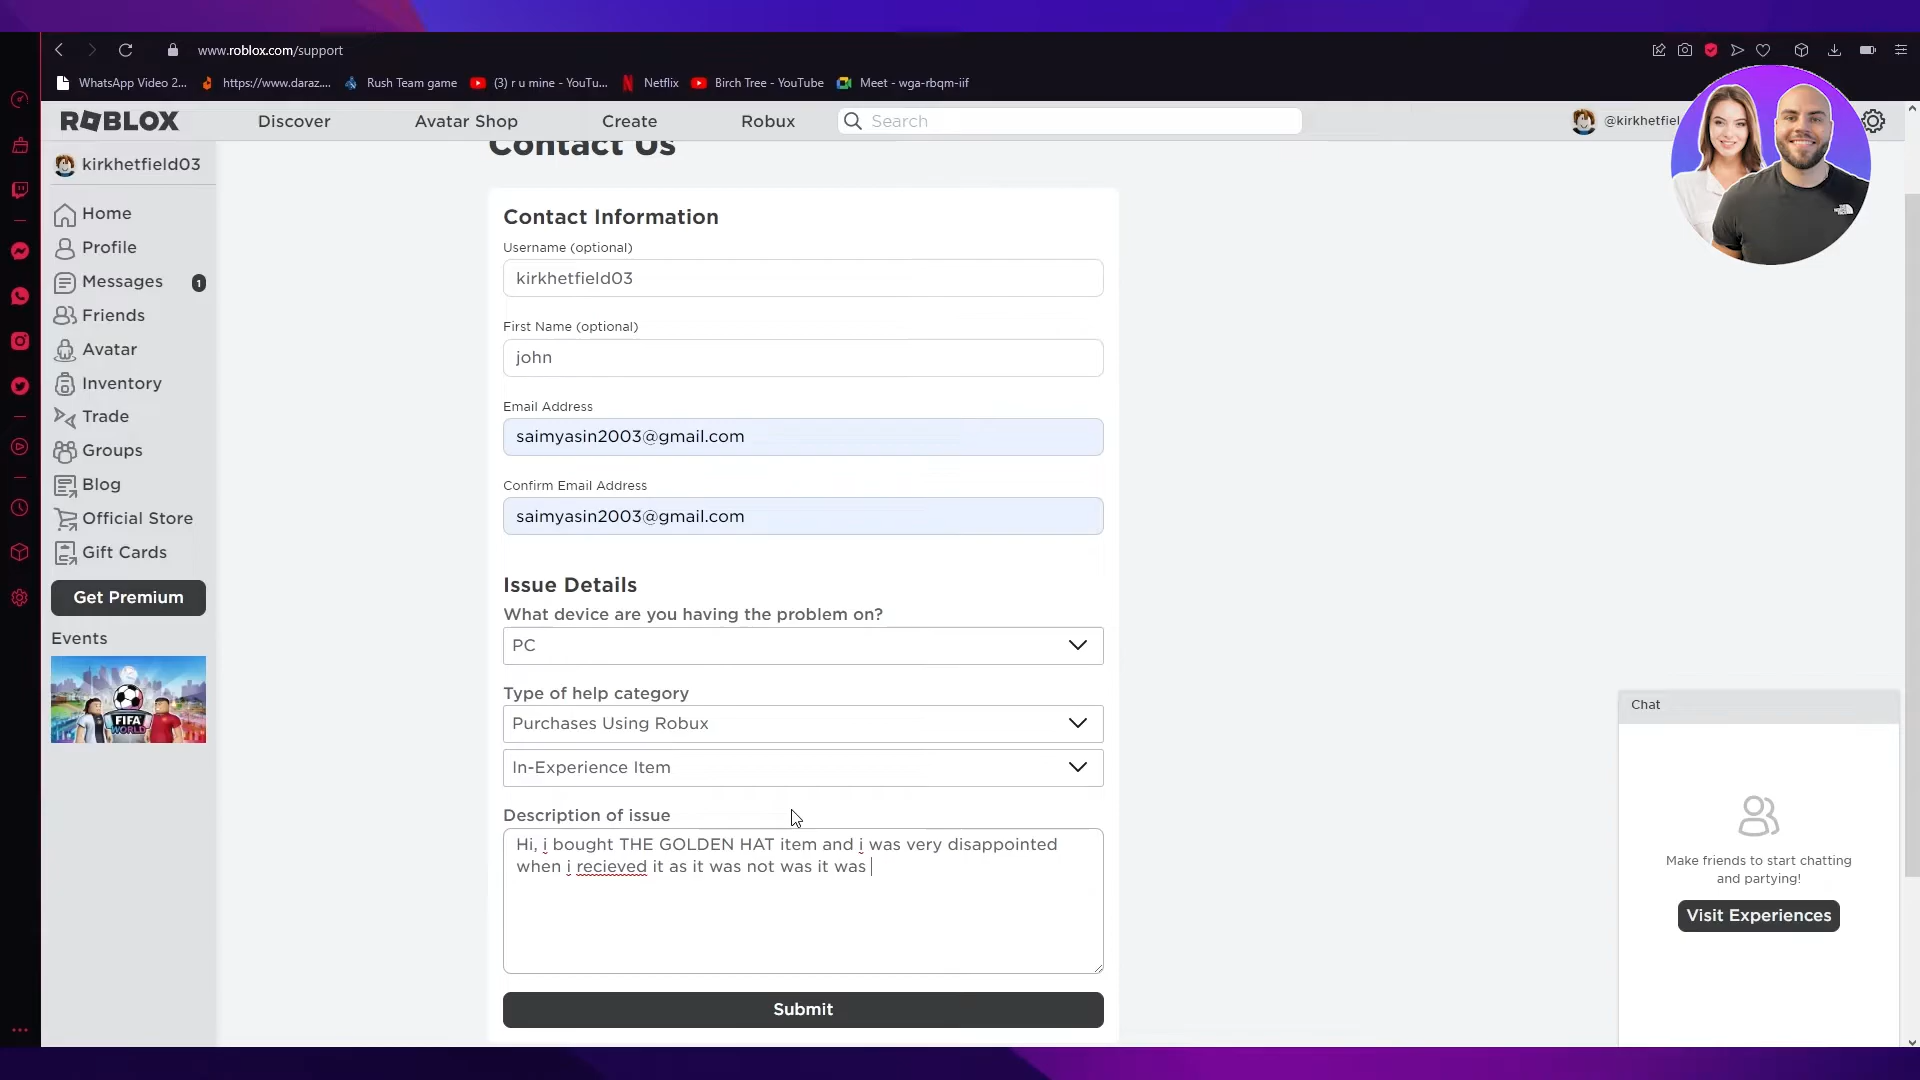 www.roblox.com/support
WhatsApp Video 2...
https://www.daraz....
Rush Team game
(3) r u mine - YouTu...
Netflix
Birch Tree - YouTube
Meet - wga-rbqm-iif
ROBLOX
Discover
Avatar Shop
Create
Robux
Search
@kirkhetfiel
kirkhetfield03
Home
Profile
Messages
1
Friends
Avatar
Inventory
Trade
Groups
Blog
Official Store
Gift Cards
Get Premium
Events
FIFA
WORLD
Contact Us
Contact Information
Username (optional)
kirkhetfield03
First Name (optional)
john
Email Address
saimyasin2003@gmail.com
Confirm Email Address
saimyasin2003@gmail.com
Issue Details
What device are you having the problem on?
PC
Type of help category
Purchases Using Robux
In-Experience Item
Description of issue
Hi, i bought THE GOLDEN HAT item and i was very disappointed
when i recieved it as it was not was it was
Submit
Chat
Make friends to start chatting
and partying!
Visit Experiences